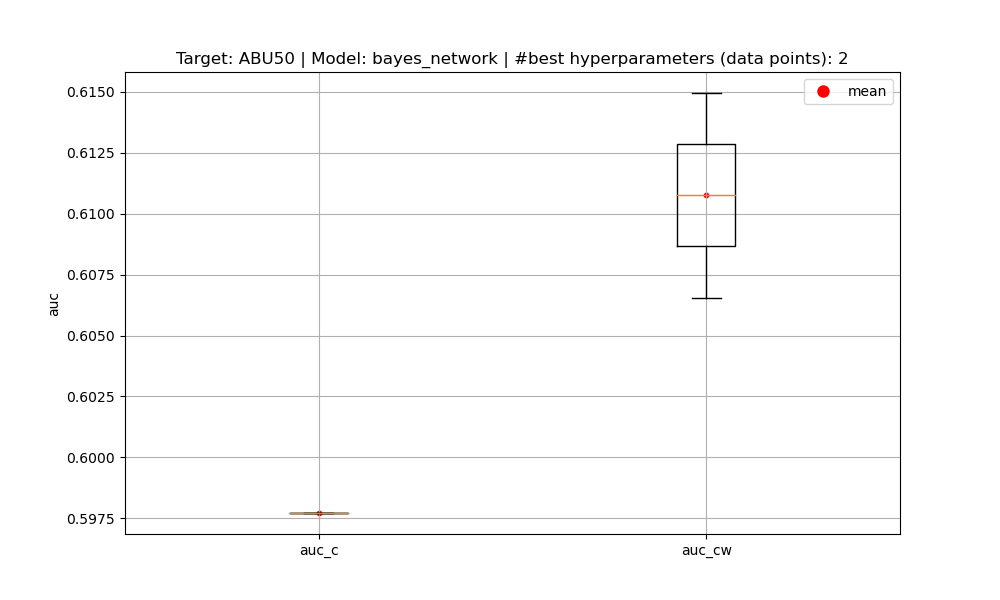 Target: ABU50 | Model: bayes_network | #best hyperparameters (data points): 2
mean
0.6150
0.6125
0.6100
0.6075
0.6050
0.6025
0.6000
0.5975
auc
auc_c
auc_cw